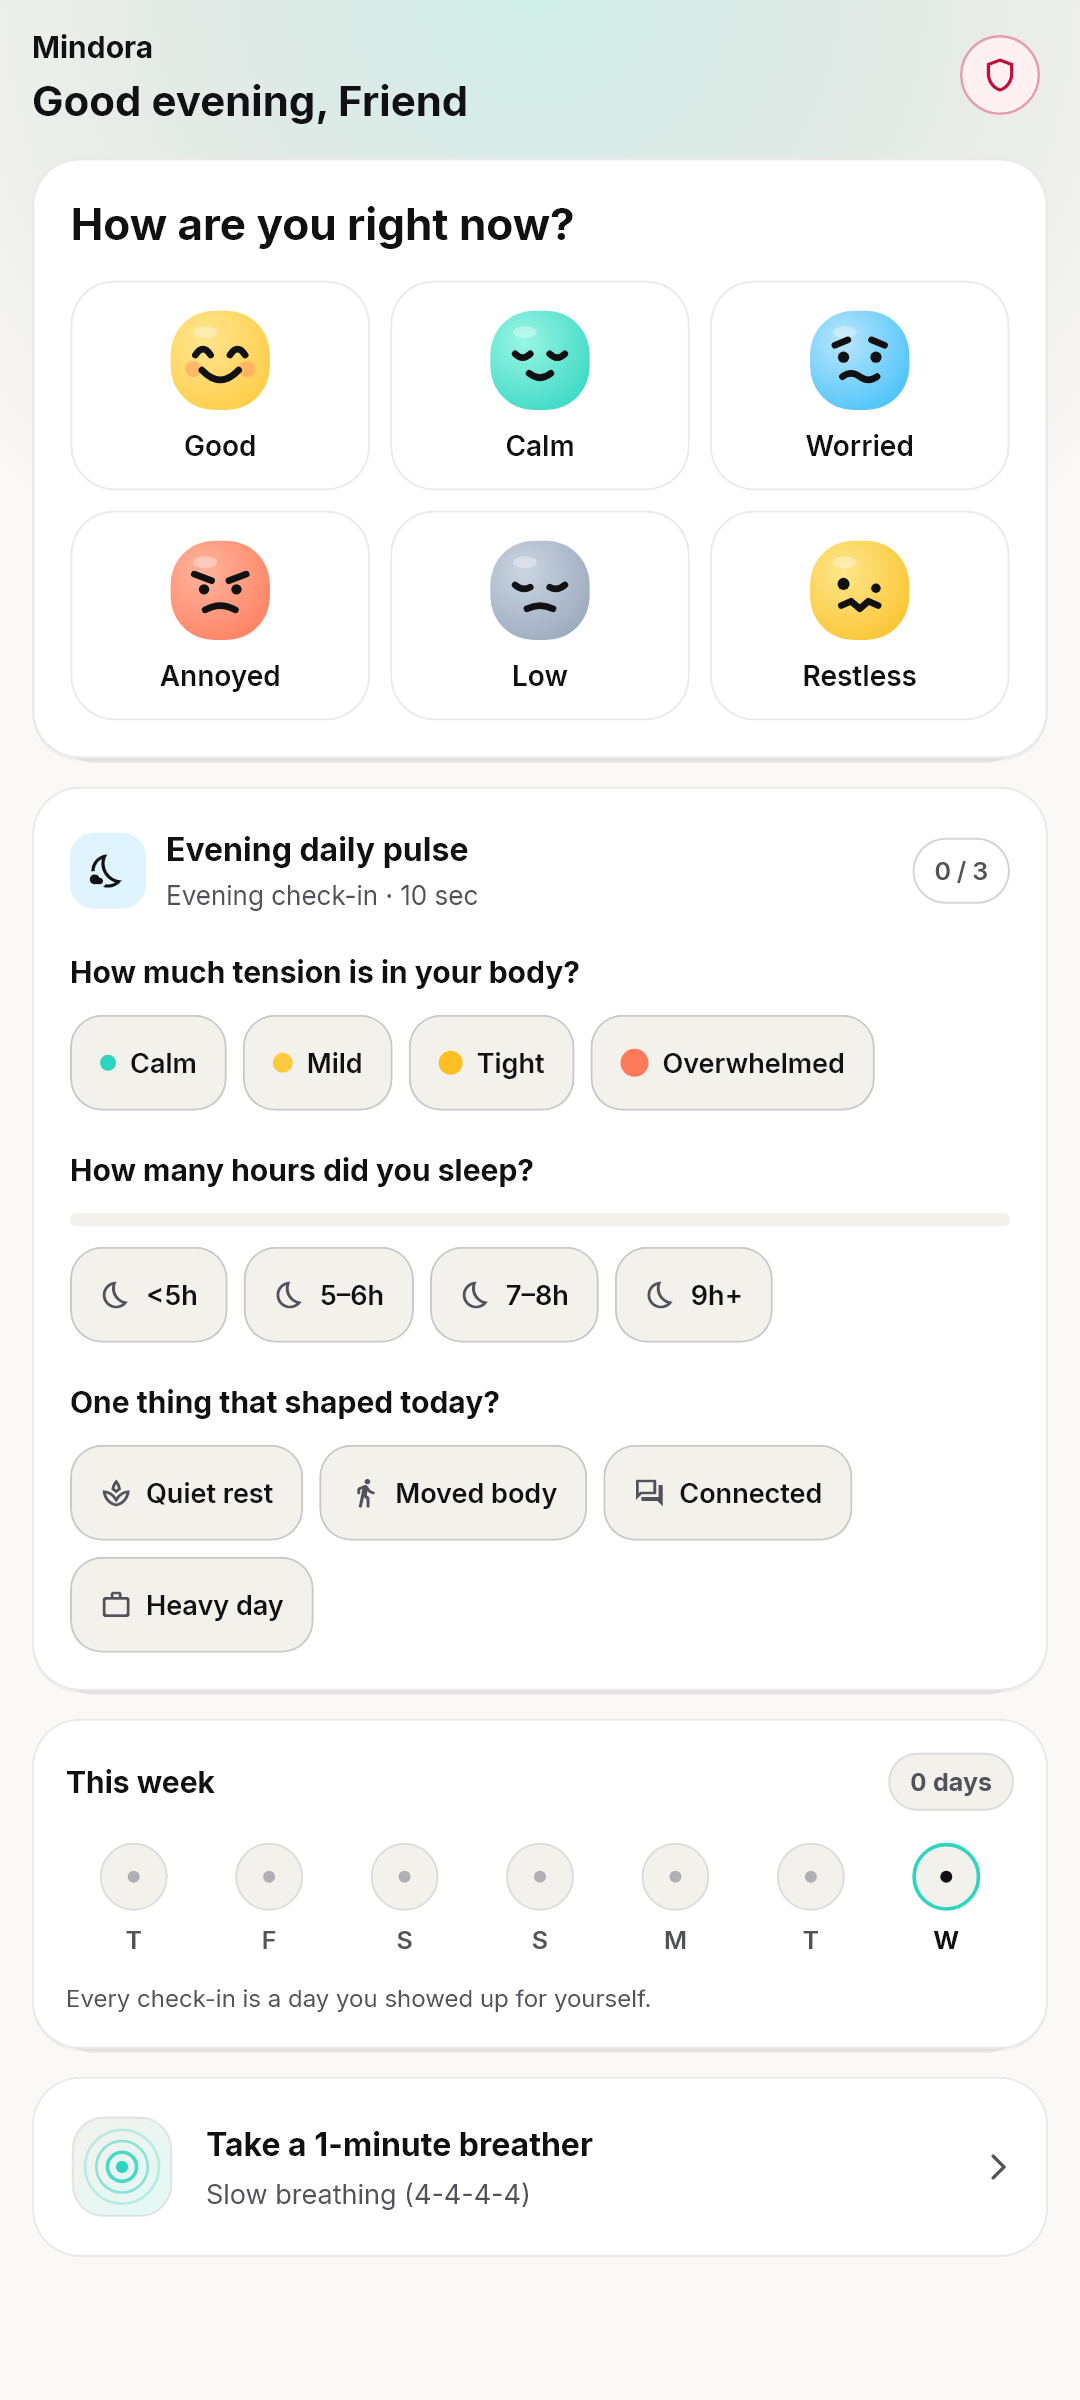 Mindora
Good evening, Friend
How are you right now?
Good
Calm
Worried
Annoyed
Low
Restless
Evening daily pulse
Evening check-in · 10 sec
0 / 3
How much tension is in your body?
Calm
Mild
Tight
Overwhelmed
How many hours did you sleep?
<5h
5–6h
7–8h
9h+
One thing that shaped today?
Quiet rest
Moved body
Connected
Heavy day
This week
0 days
T
F
S
S
M
T
W
Every check-in is a day you showed up for yourself.
Take a 1-minute breather
Slow breathing (4-4-4-4)